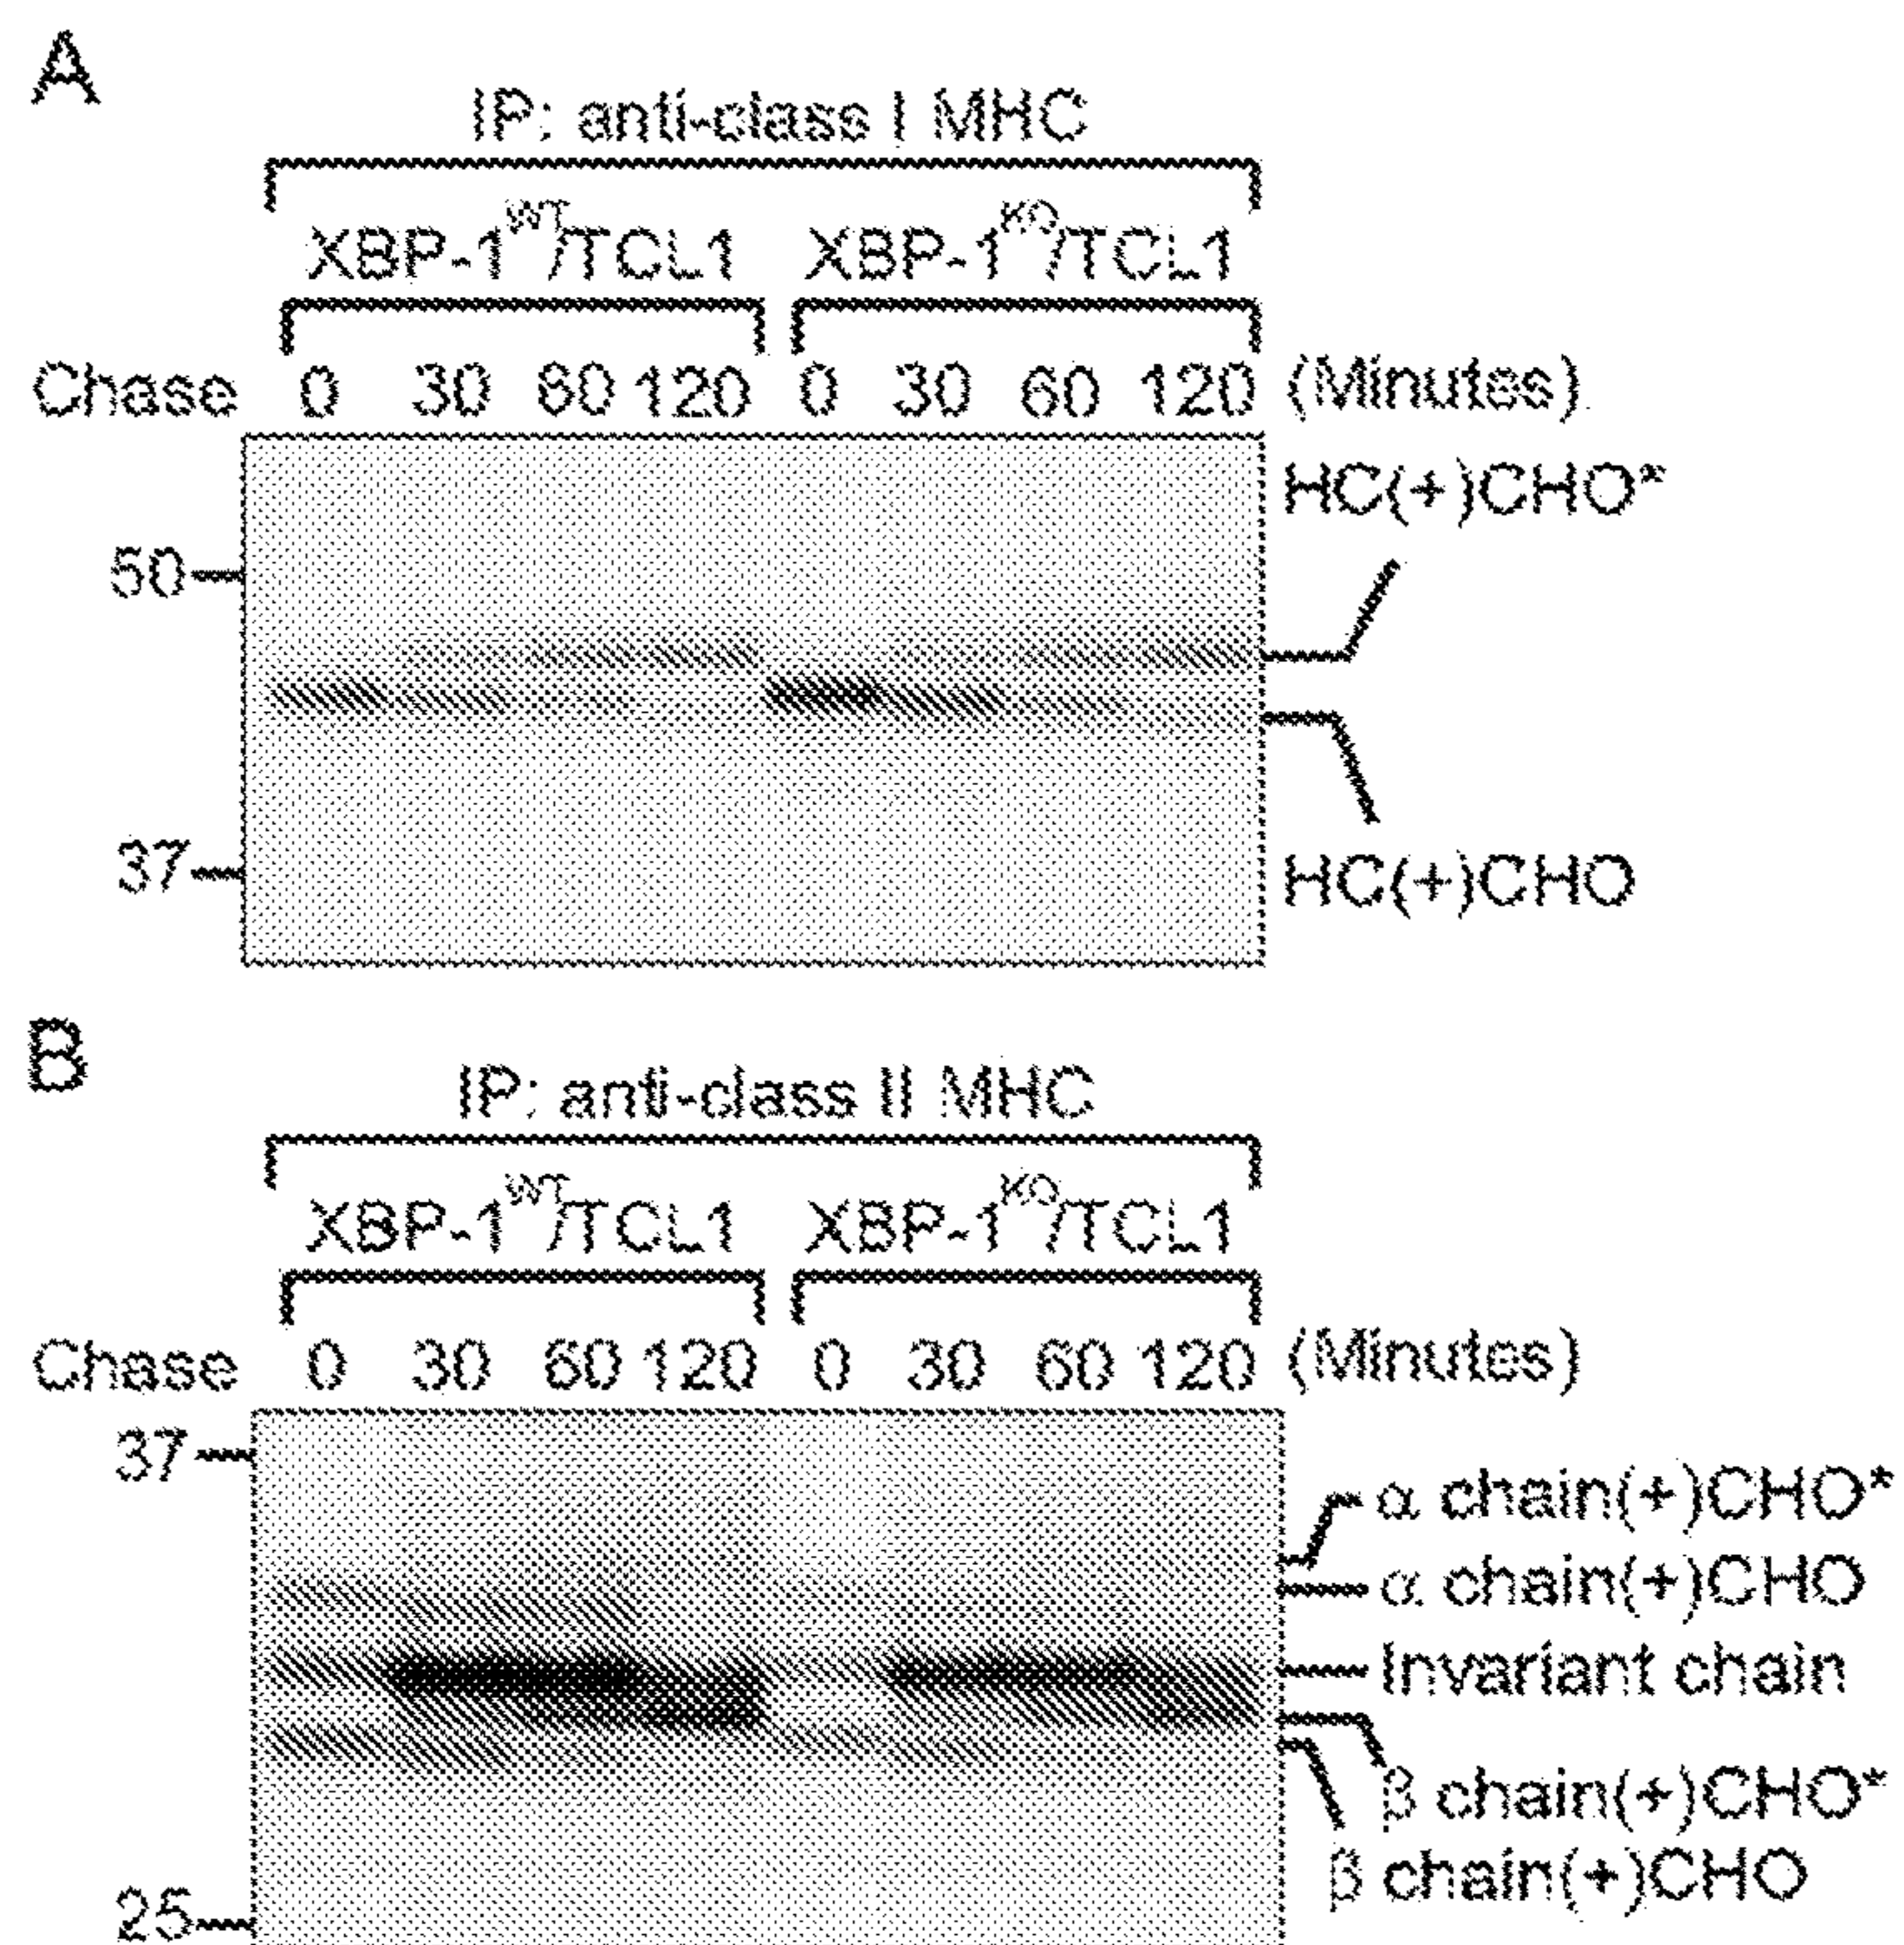 A
IP: anti-class I MHC
XBP-1WT/TCL1 XBP-1KO/TCL1
Chase 0 30 60 120 0 30 60 120 (Minutes)
HC(+)CHO*
50
37
HC(+)CHO
B
IP: anti-class II MHC
XBP-1WT/TCL1 XBP-1KO/TCL1
Chase 0 30 60 120 0 30 60 120 (Minutes)
37
α chain(+)CHO*
α chain(+)CHO
Invariant chain
β chain(+)CHO*
β chain(+)CHO
25